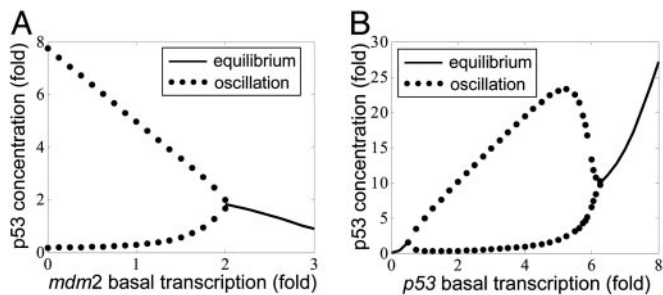 A
p53 concentration (fold)
8
6
4
2
0
equilibrium
oscillation
0 1 2 3
mdm2 basal transcription (fold)
B
p53 concentration (fold)
30
25
20
15
10
5
0
equilibrium
oscillation
0 2 4 6 8
p53 basal transcription (fold)